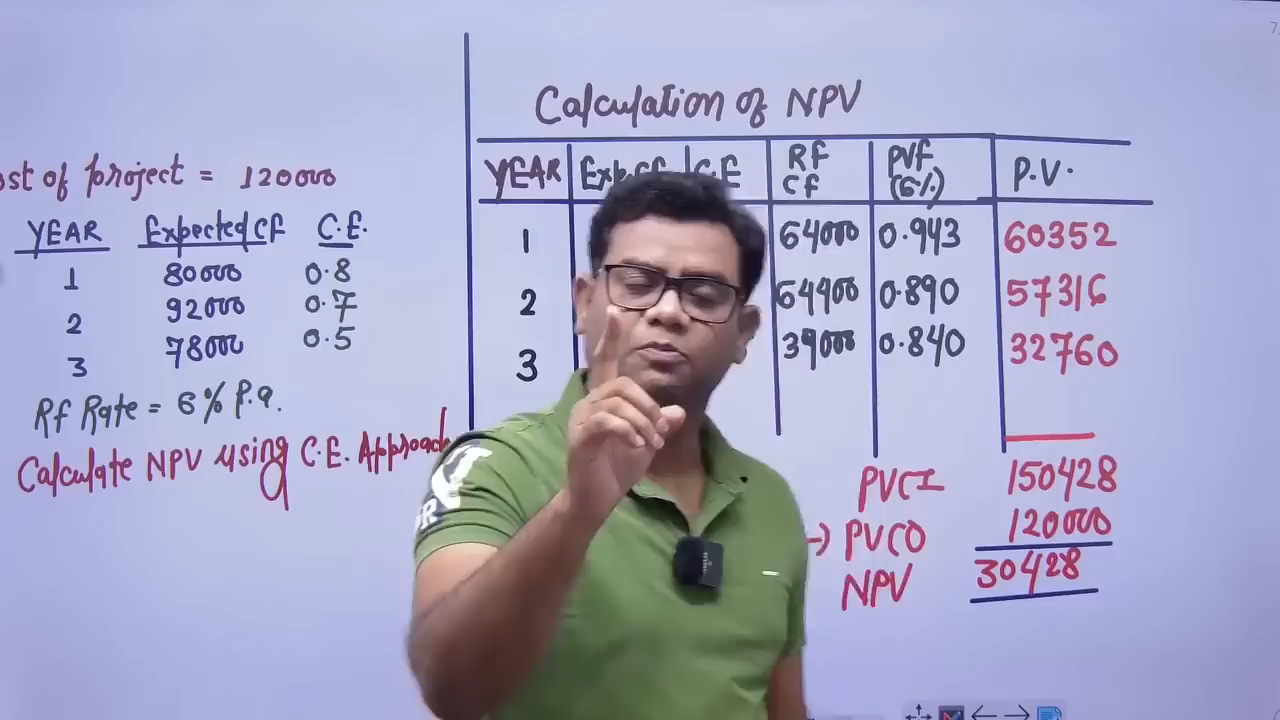 ost of project = 120000
YEAR Expected CF C.E.
1 80000 0.8
2 92000 0.7
3 78000 0.5
Rf Rate = 6% P.a.
Calculate NPV using C.E. Approach
Calculation of NPV
YEAR Exp CF C.E Rf CF PVF (6%) P.V.
1 64000 0.943 60352
2 64400 0.890 57316
3 39000 0.840 32760
PVCI 150428
-) PVCO 120000
NPV 30428